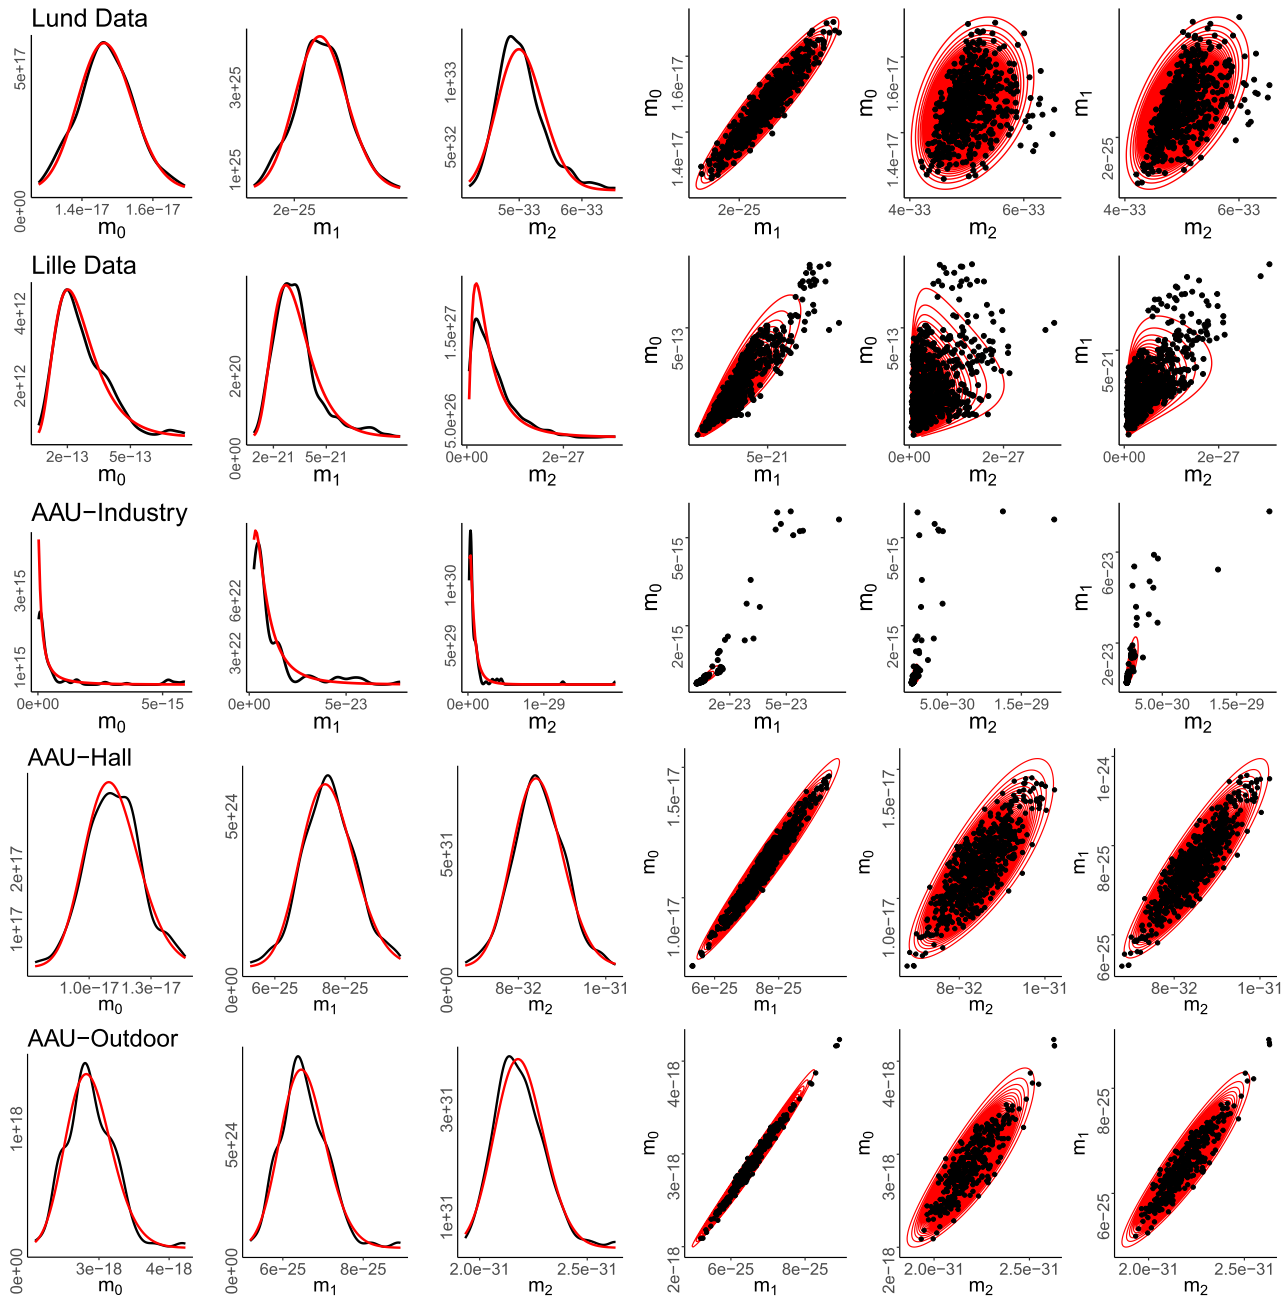 Lund Data
0e+00 5e+17
1.4e-17 1.6e-17
m0
1e+25 3e+25
2e-25
m1
5e+32 1e+33
5e-33 6e-33
m2
m0
1.4e-17 1.6e-17
2e-25
m1
m0
1.4e-17 1.6e-17
4e-33 6e-33
m2
m1
2e-25
4e-33 6e-33
m2
Lille Data
2e+12 4e+12
2e-13 5e-13
m0
0e+00 2e+20
2e-21 5e-21
m1
5.0e+26 1.5e+27
0e+00 2e-27
m2
m0
5e-13
5e-21
m1
m0
5e-13
0e+00 2e-27
m2
m1
5e-21
0e+00 2e-27
m2
AAU-Industry
1e+15 3e+15
0e+00 5e-15
m0
3e+22 6e+22
0e+00 5e-23
m1
5e+29 1e+30
0e+00 1e-29
m2
m0
2e-15 5e-15
2e-23 5e-23
m1
m0
2e-15 5e-15
5.0e-30 1.5e-29
m2
m1
2e-23 6e-23
5.0e-30 1.5e-29
m2
AAU-Hall
1e+17 2e+17
1.0e-17 1.3e-17
m0
0e+00 5e+24
6e-25 8e-25
m1
0e+00 5e+31
8e-32 1e-31
m2
m0
1.0e-17 1.5e-17
6e-25 8e-25
m1
m0
1.0e-17 1.5e-17
8e-32 1e-31
m2
m1
6e-25 8e-25 1e-24
8e-32 1e-31
m2
AAU-Outdoor
0e+00 1e+18
3e-18 4e-18
m0
0e+00 5e+24
6e-25 8e-25
m1
1e+31 3e+31
2.0e-31 2.5e-31
m2
m0
2e-18 3e-18 4e-18
6e-25 8e-25
m1
m0
2e-18 3e-18 4e-18
2.0e-31 2.5e-31
m2
m1
6e-25 8e-25
2.0e-31 2.5e-31
m2